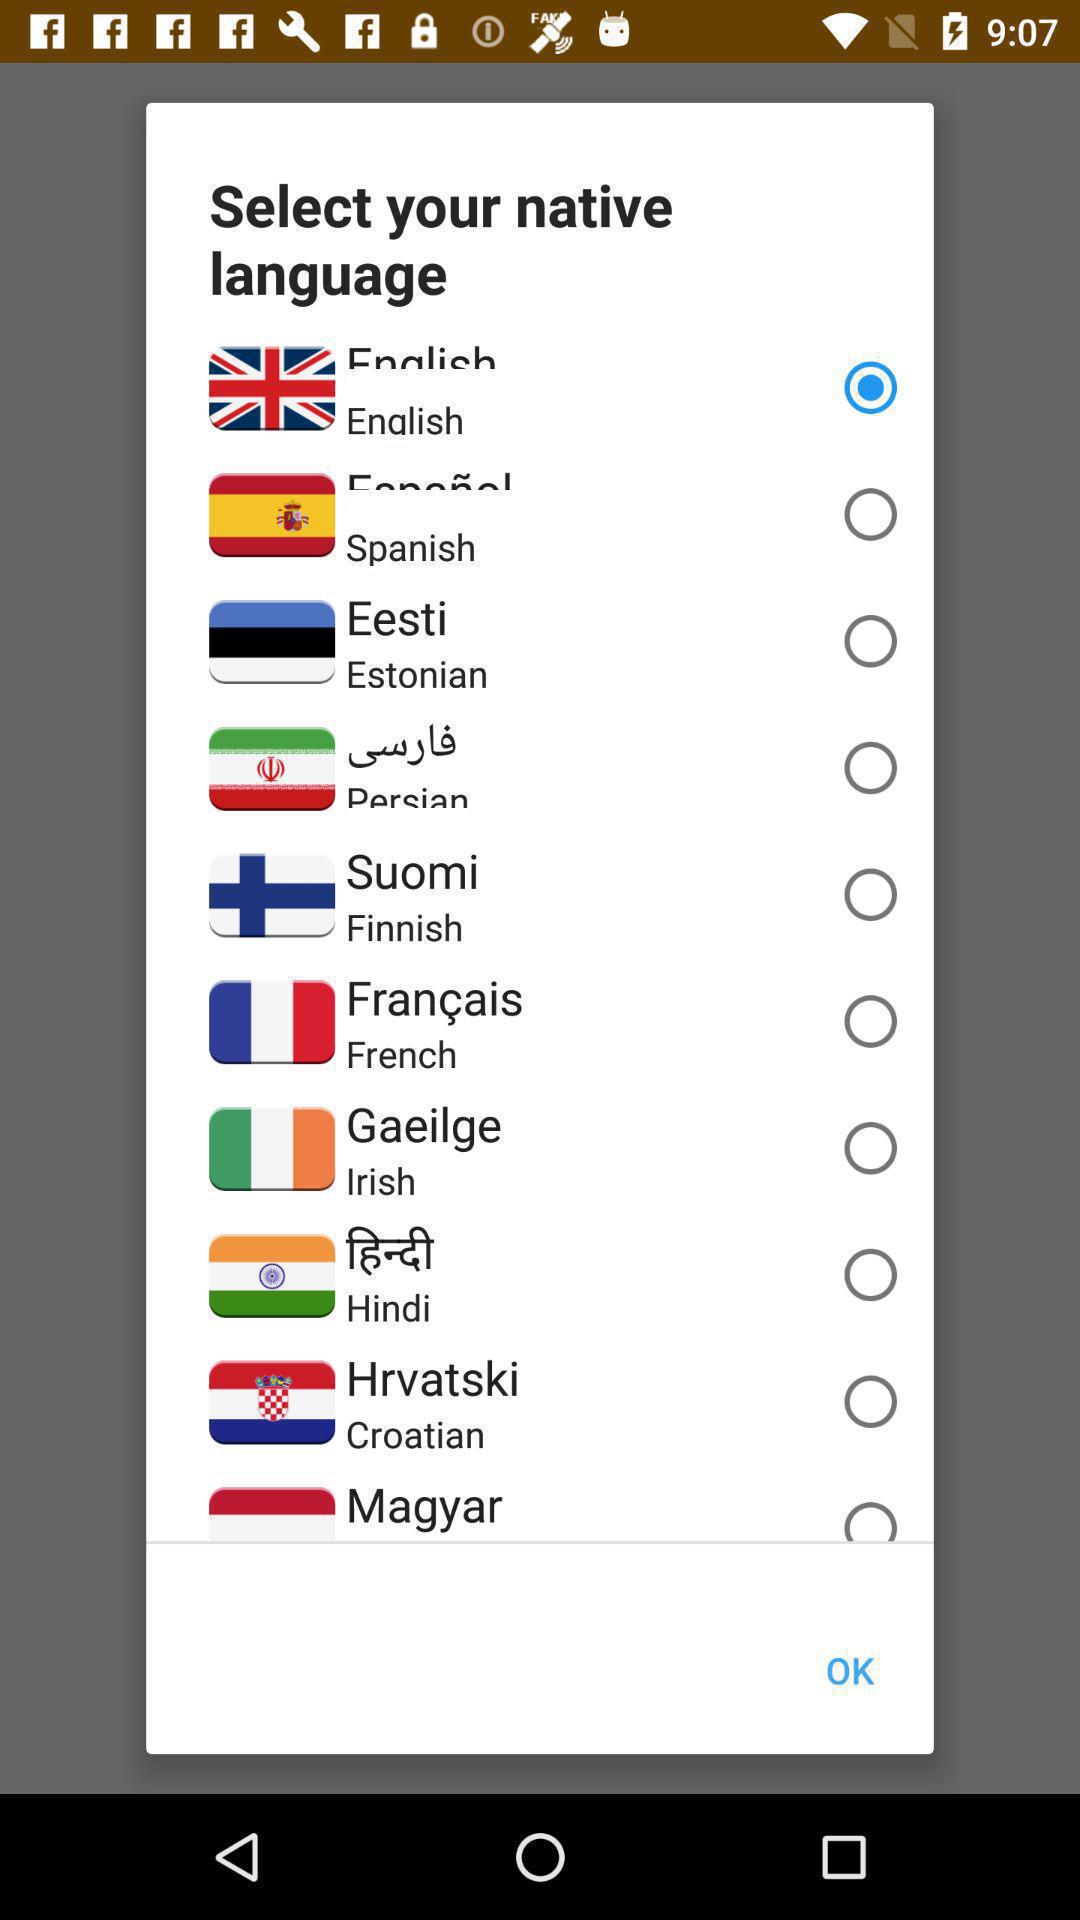 FAKE
9:07
Select your native
language
English
English
Español
Spanish
Eesti
Estonian
فارسی
Persian
Suomi
Finnish
Français
French
Gaeilge
Irish
हिन्दी
Hindi
Hrvatski
Croatian
Magyar
OK